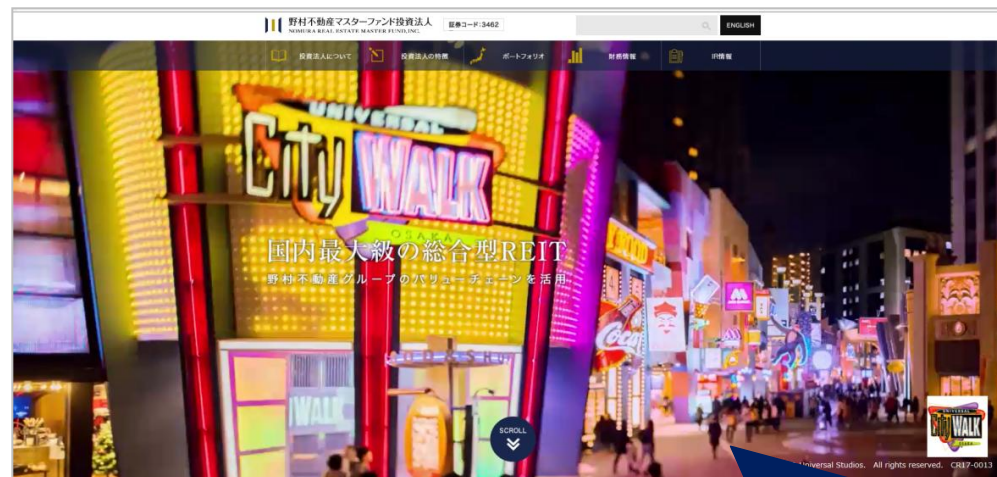 野村不動産マスターファンド投資法人
NOMURA REAL ESTATE MASTER FUND,INC.
証券コード:3462
ENGLISH
投資法人について
投資法人の特徴
ポートフォリオ
財務情報
IR情報
UNIVERSAL
City WALK
OSAKA
国内最大級の総合型REIT
野村不動産グループのバリューチェーンを活用
Coca
WALK
SCROLL
UNIVERSAL
City WALK
Universal Studios. All rights reserved. CR17-0013